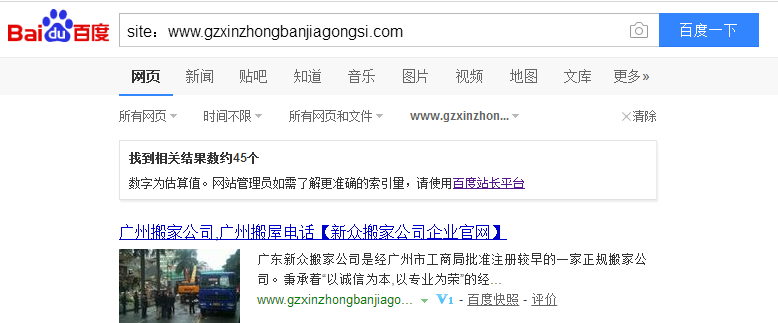 Bai du 百度
site：www.gzxinzhongbanjiagongsi.com
百度一下
网页 新闻 贴吧 知道 音乐 图片 视频 地图 文库 更多»
所有网页 时间不限 所有网页和文件 www.gzxinzhon... ×清除
找到相关结果数约45个
数字为估算值。网站管理员如需了解更准确的索引量，请使用百度站长平台
广州搬家公司,广州搬屋电话【新众搬家公司企业官网】
广东新众搬家公司是经广州市工商局批准注册较早的一家正规搬家公
司。秉承着“以诚信为本,以专业为荣”的经...
www.gzxinzhongbanjiago... V1 - 百度快照 - 评价